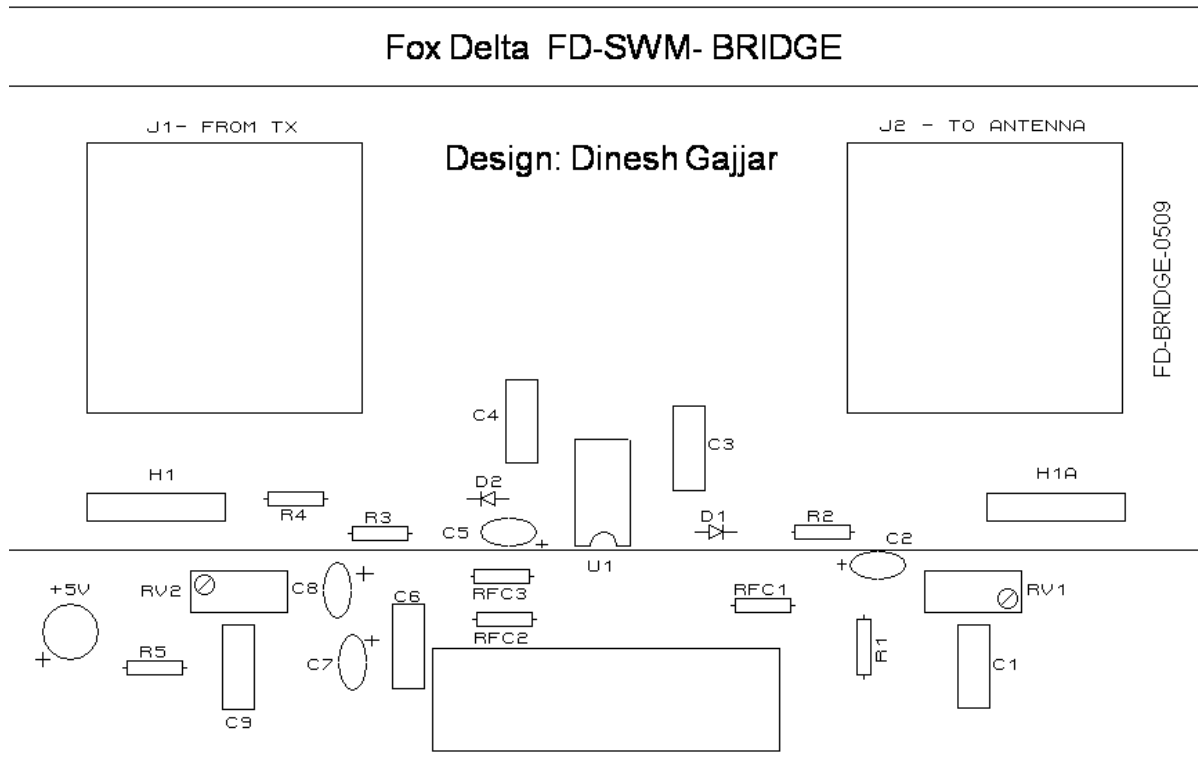 Fox Delta  FD-SWM- BRIDGE
J1- FROM TX
J2 - TO ANTENNA
Design: Dinesh Gajjar
FD-BRIDGE-0509
C4
C3
H1
D2
H1A
R4
R3
C5
+
D1
R2
C2
+
U1
+5V
+
RV2
C8
+
C6
RFC3
RFC1
RV1
RFC2
R5
C7
+
R1
C1
C9